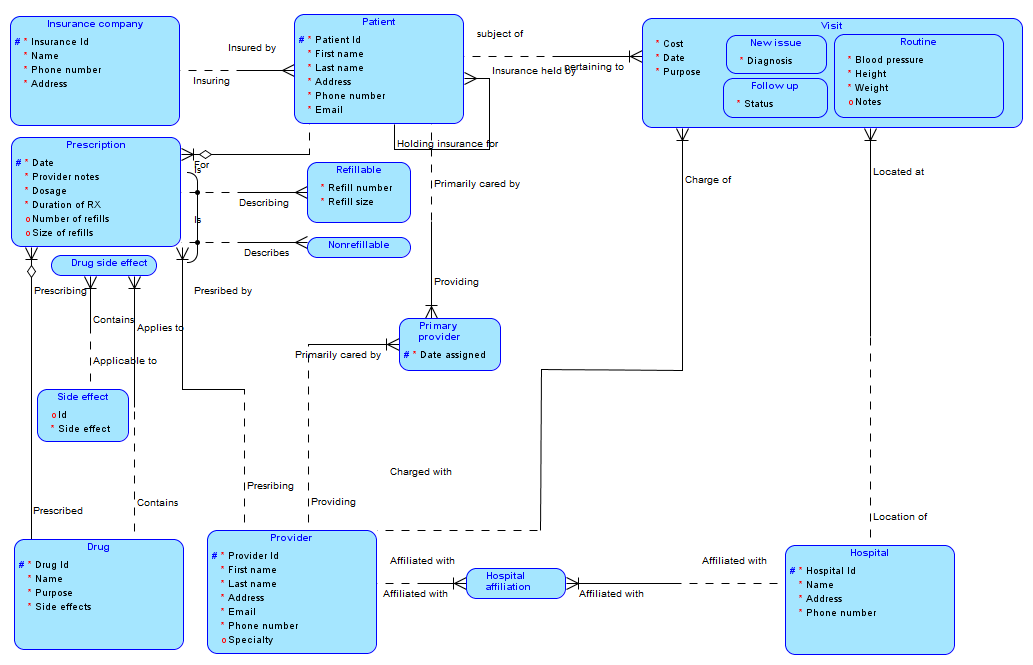 Insurance company
# * Insurance Id
* Name
* Phone number
* Address
Insured by
Insuring
Patient
# * Patient Id
* First name
* Last name
* Address
* Phone number
* Email
subject of
Insurance held by
pertaining to
Holding insurance for
Visit
* Cost
* Date
* Purpose
New issue
* Diagnosis
Follow up
* Status
Routine
* Blood pressure
* Height
* Weight
o Notes
Prescription
# * Date
* Provider notes
* Dosage
* Duration of RX
o Number of refills
o Size of refills
For
Is
Describing
Is
Describes
Refillable
* Refill number
* Refill size
Nonrefillable
Primarily cared by
Providing
Charge of
Located at
Drug side effect
Prescribing
Presribed by
Contains
Applies to
Applicable to
Primarily cared by
Primary
provider
# * Date assigned
Side effect
o Id
* Side effect
Charged with
Presribing
Providing
Contains
Prescribed
Location of
Drug
# * Drug Id
* Name
* Purpose
* Side effects
Provider
# * Provider Id
* First name
* Last name
* Address
* Email
* Phone number
o Specialty
Affiliated with
Affiliated with
Hospital
affiliation
Affiliated with
Affiliated with
Hospital
# * Hospital Id
* Name
* Address
* Phone number